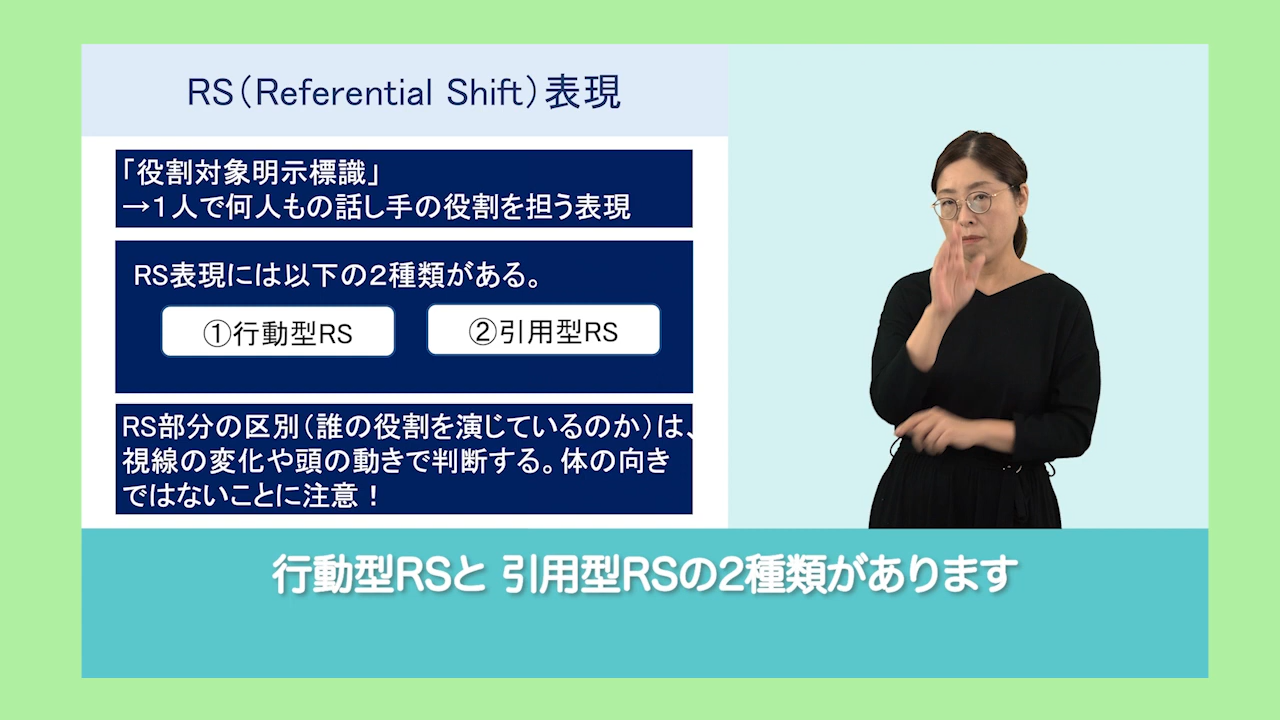 RS（Referential Shift）表現
「役割対象明示標識」
→１人で何人もの話し手の役割を担う表現
RS表現には以下の２種類がある。
①行動型RS
②引用型RS
RS部分の区別（誰の役割を演じているのか）は、
視線の変化や頭の動きで判断する。体の向き
ではないことに注意！
行動型RSと 引用型RSの2種類があります